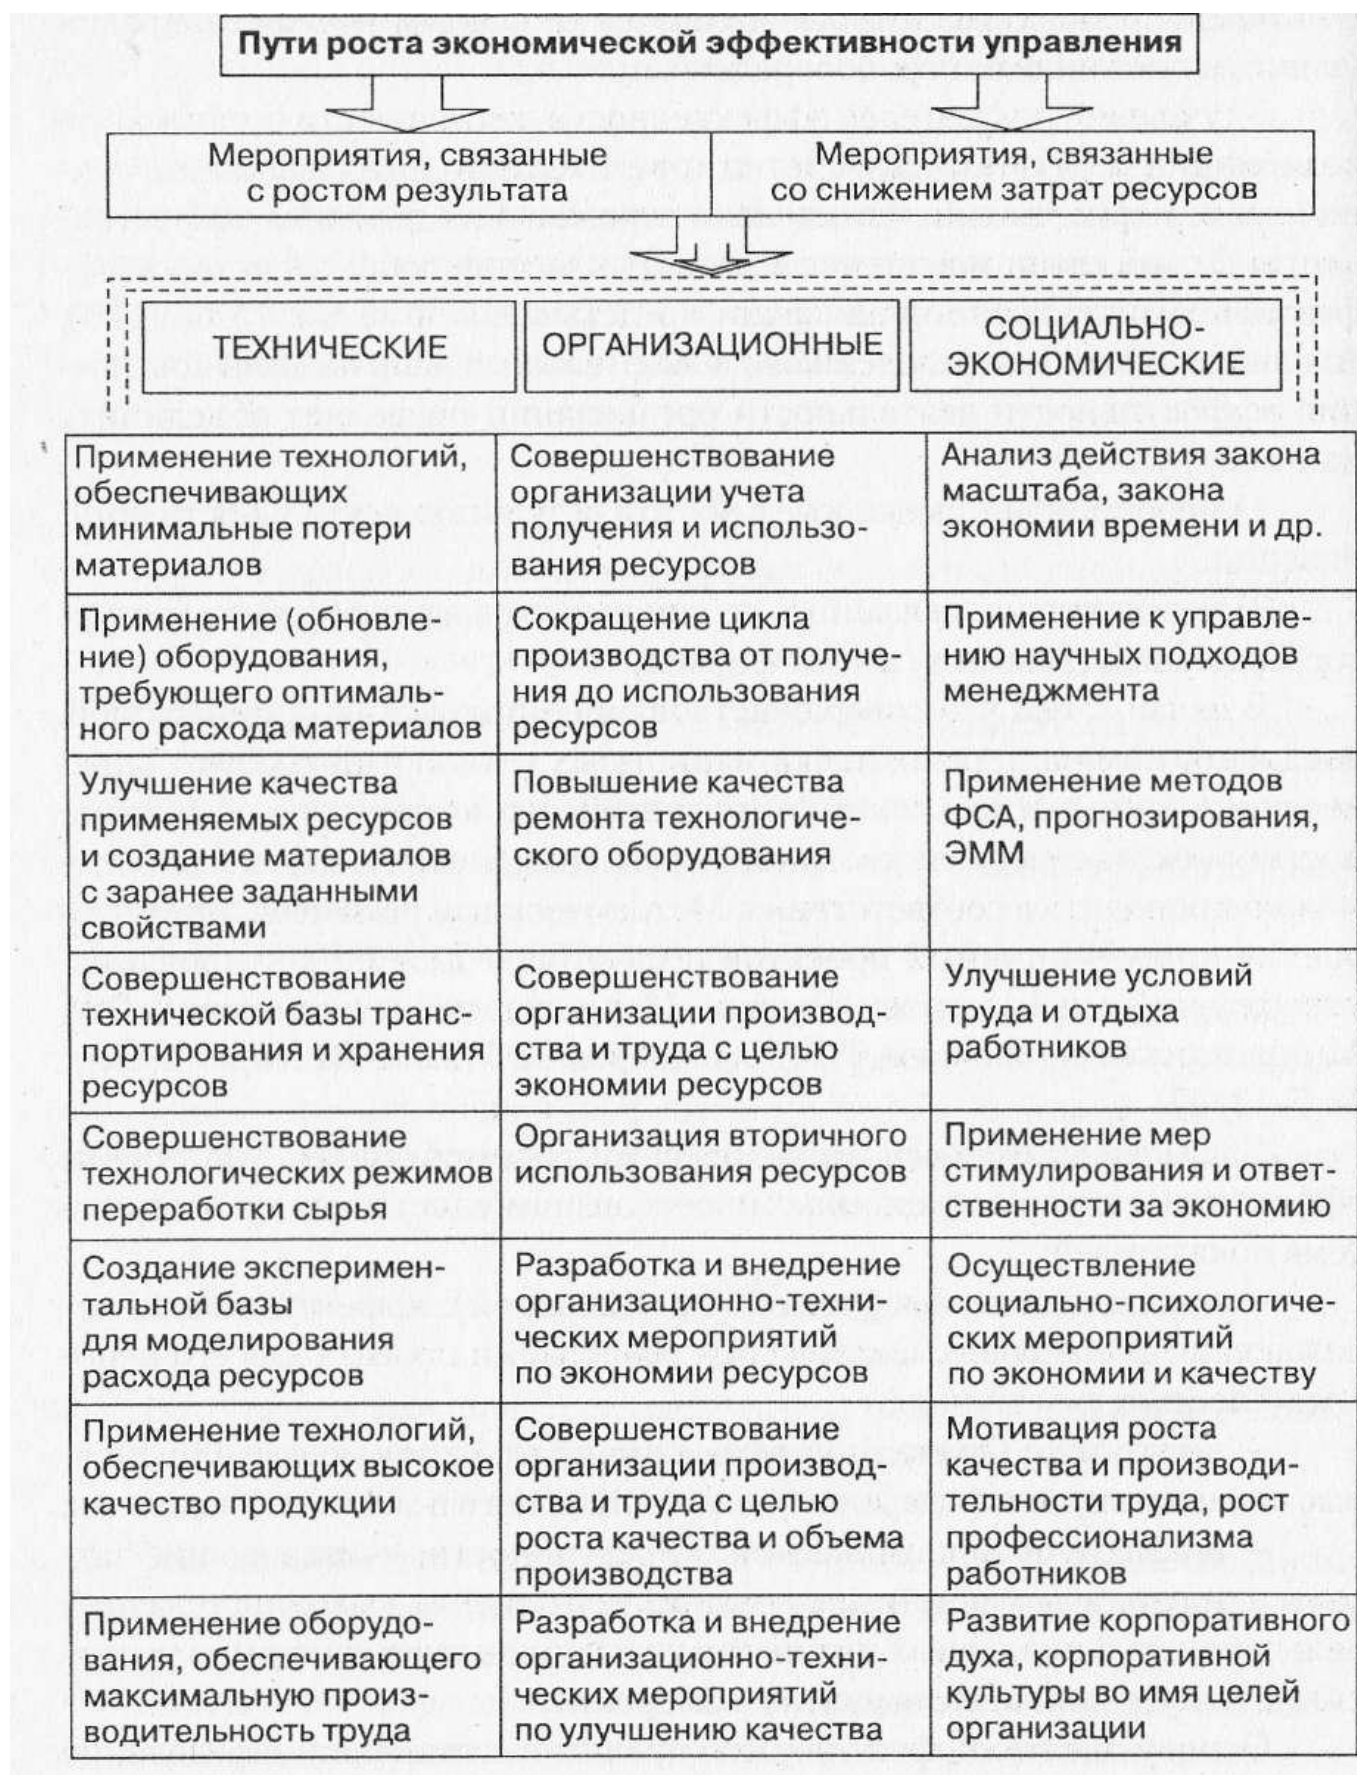 Пути роста экономической эффективности управления
Мероприятия, связанные
с ростом результата
Мероприятия, связанные
со снижением затрат ресурсов
ТЕХНИЧЕСКИЕ
ОРГАНИЗАЦИОННЫЕ
СОЦИАЛЬНО-
ЭКОНОМИЧЕСКИЕ
Применение технологий,
обеспечивающих
минимальные потери
материалов
Совершенствование
организации учета
получения и использо-
вания ресурсов
Анализ действия закона
масштаба, закона
экономии времени и др.
Применение (обновле-
ние) оборудования,
требующего оптималь-
ного расхода материалов
Сокращение цикла
производства от получе-
ния до использования
ресурсов
Применение к управле-
нию научных подходов
менеджмента
Улучшение качества
применяемых ресурсов
и создание материалов
с заранее заданными
свойствами
Повышение качества
ремонта технологиче-
ского оборудования
Применение методов
ФСА, прогнозирования,
ЭММ
Совершенствование
технической базы транс-
портирования и хранения
ресурсов
Совершенствование
организации производ-
ства и труда с целью
экономии ресурсов
Улучшение условий
труда и отдыха
работников
Совершенствование
технологических режимов
переработки сырья
Организация вторичного
использования ресурсов
Применение мер
стимулирования и ответ-
ственности за экономию
Создание эксперимен-
тальной базы
для моделирования
расхода ресурсов
Разработка и внедрение
организационно-техни-
ческих мероприятий
по экономии ресурсов
Осуществление
социально-психологиче-
ских мероприятий
по экономии и качеству
Применение технологий,
обеспечивающих высокое
качество продукции
Совершенствование
организации производ-
ства и труда с целью
роста качества и объема
производства
Мотивация роста
качества и производи-
тельности труда, рост
профессионализма
работников
Применение оборудо-
вания, обеспечивающего
максимальную произ-
водительность труда
Разработка и внедрение
организационно-техни-
ческих мероприятий
по улучшению качества
Развитие корпоративного
духа, корпоративной
культуры во имя целей
организации